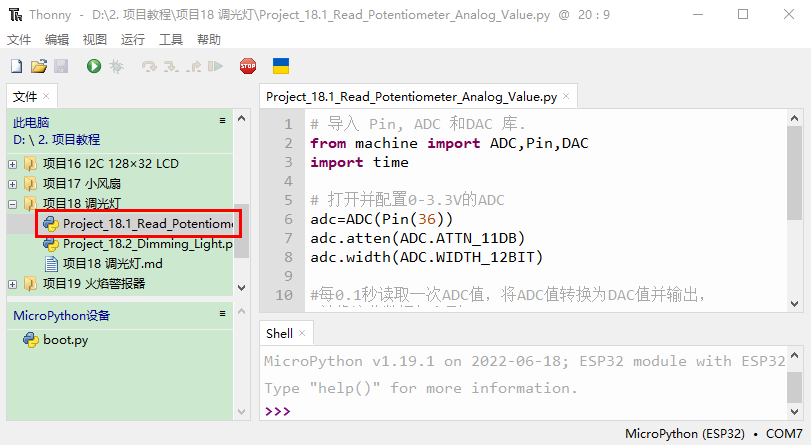 Thonny - D:\2. 项目教程\项目18 调光灯\Project_18.1_Read_Potentiometer_Analog_Value.py @ 20 : 9
文件 编辑 视图 运行 工具 帮助
STOP
文件 ×
此电脑
D: \ 2. 项目教程
项目16 I2C 128×32 LCD
项目17 小风扇
项目18 调光灯
Project_18.1_Read_Potentiome
Project_18.2_Dimming_Light.p
项目18 调光灯.md
项目19 火焰警报器
MicroPython设备
boot.py
Project_18.1_Read_Potentiometer_Analog_Value.py ×
1 # 导入 Pin, ADC 和DAC 库.
2 from machine import ADC,Pin,DAC
3 import time
4
5 # 打开并配置0-3.3V的ADC
6 adc=ADC(Pin(36))
7 adc.atten(ADC.ATTN_11DB)
8 adc.width(ADC.WIDTH_12BIT)
9
10 #每0.1秒读取一次ADC值，将ADC值转换为DAC值并输出，
Shell ×
MicroPython v1.19.1 on 2022-06-18; ESP32 module with ESP32
Type "help()" for more information.
>>>
MicroPython (ESP32) • COM7